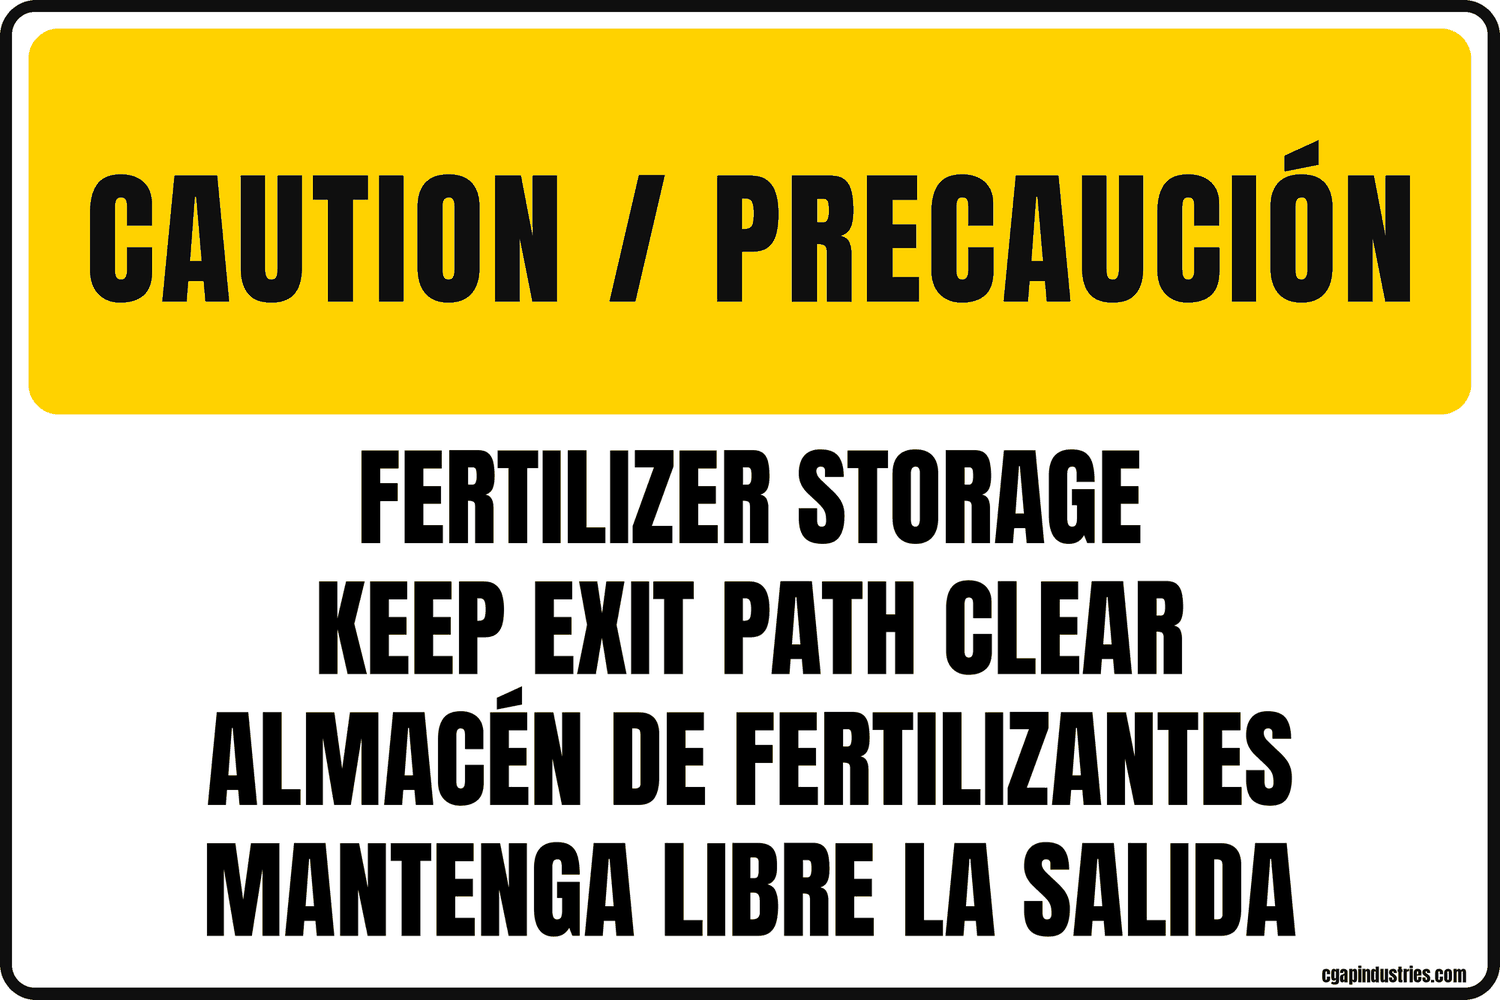 CAUTION / PRECAUCIÓN
FERTILIZER STORAGE
KEEP EXIT PATH CLEAR
ALMACÉN DE FERTILIZANTES
MANTENGA LIBRE LA SALIDA
cgapindustries.com